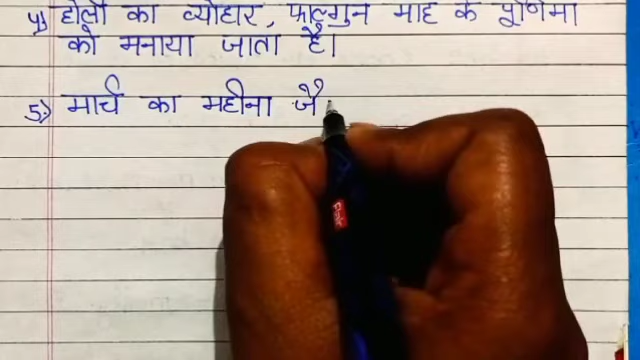 4) होली का त्योहार, फाल्गुन माह के पूर्णिमा
को मनाया जाता है।
5) मार्च का महीना जै